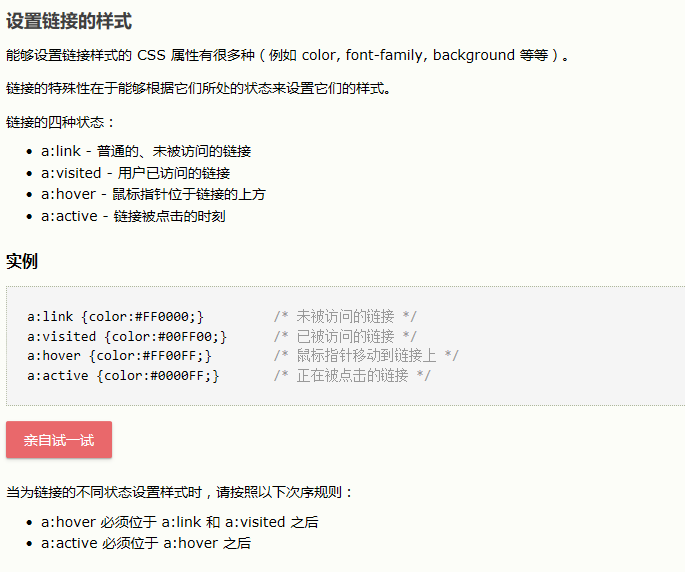 设置链接的样式
能够设置链接样式的 CSS 属性有很多种（例如 color, font-family, background 等等）。
链接的特殊性在于能够根据它们所处的状态来设置它们的样式。
链接的四种状态：
• a:link - 普通的、未被访问的链接
• a:visited - 用户已访问的链接
• a:hover - 鼠标指针位于链接的上方
• a:active - 链接被点击的时刻
实例
a:link {color:#FF0000;} /* 未被访问的链接 */
a:visited {color:#00FF00;} /* 已被访问的链接 */
a:hover {color:#FF00FF;} /* 鼠标指针移动到链接上 */
a:active {color:#0000FF;} /* 正在被点击的链接 */
亲自试一试
当为链接的不同状态设置样式时，请按照以下次序规则：
• a:hover 必须位于 a:link 和 a:visited 之后
• a:active 必须位于 a:hover 之后